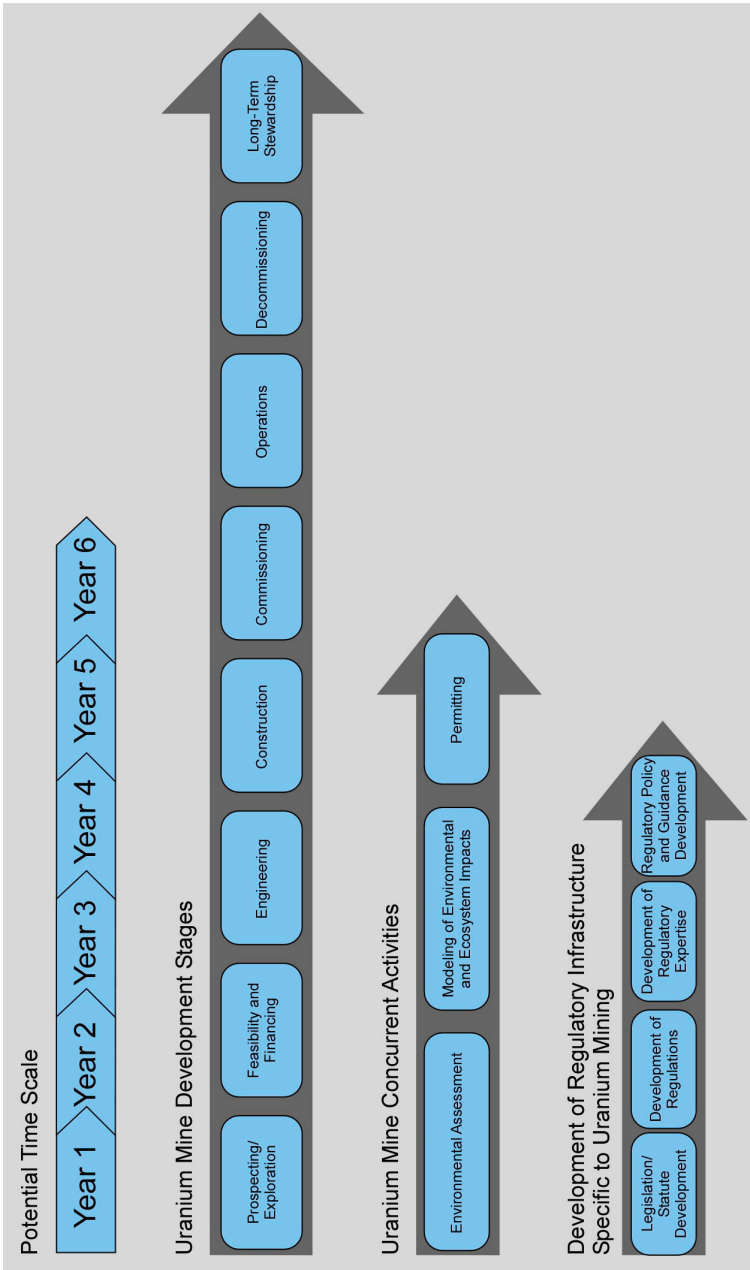 Potential Time Scale
Year 1
Year 2
Year 3
Year 4
Year 5
Year 6
Uranium Mine Development Stages
Prospecting/
Exploration
Feasibility and
Financing
Engineering
Construction
Commissioning
Operations
Decommissioning
Long-Term
Stewardship
Uranium Mine Concurrent Activities
Environmental Assessment
Modeling of Environmental
and Ecosystem Impacts
Permitting
Development of Regulatory Infrastructure
Specific to Uranium Mining
Legislation/
Statute
Development
Development of
Regulations
Development of
Regulatory
Expertise
Regulatory Policy
and Guidance
Development